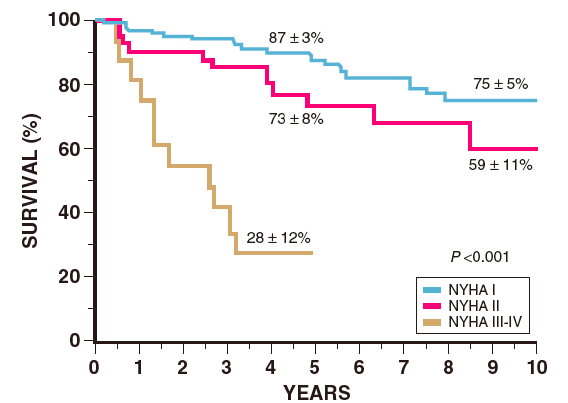 100
80
60
40
20
0
SURVIVAL (%)
87 ± 3%
75 ± 5%
73 ± 8%
59 ± 11%
28 ± 12%
P <0.001
NYHA I
NYHA II
NYHA III-IV
0 1 2 3 4 5 6 7 8 9 10
YEARS